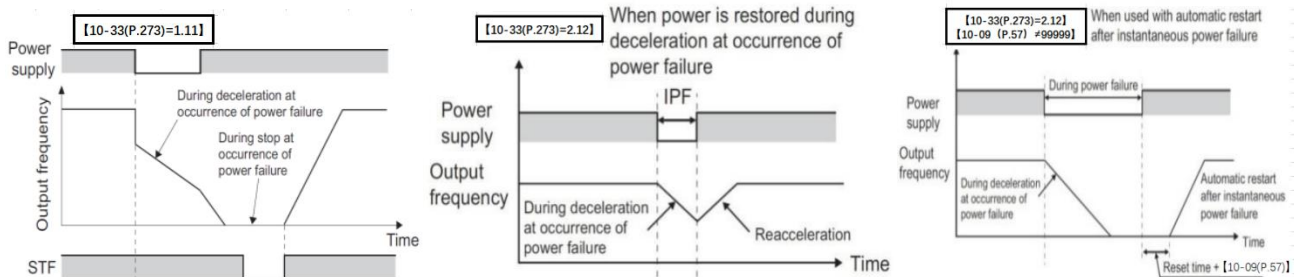 【10-33(P.273)=1.11】
Power
supply
During deceleration at
occurrence of power failure
During stop at
occurrence of
power failure
Output frequency
Time
STF
【10-33(P.273)=2.12】
When power is restored during
deceleration at occurrence of
power failure
IPF
Power
supply
Output
frequency
During deceleration
at occurrence of
power failure
Reacceleration
Time
【10-33(P.273)=2.12】
【10-09（P.57）≠99999】
When used with automatic restart
after instantaneous power failure
During power failure
Power
supply
Output
frequency
During deceleration
at occurrence of
power failure
Automatic restart
after instantaneous
power failure
Time
Reset time +【10-09(P.57)】